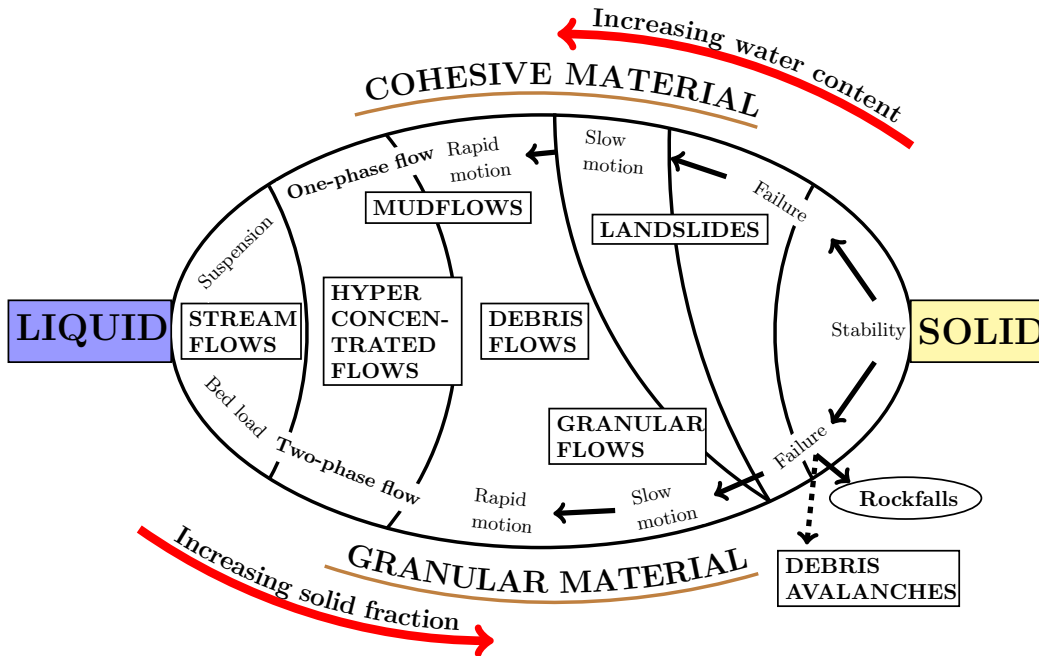 Increasing water content
COHESIVE MATERIAL
One-phase flow
Rapid
motion
Slow
motion
Failure
MUDFLOWS
LANDSLIDES
Suspension
LIQUID
STREAM
FLOWS
HYPER
CONCEN-
TRATED
FLOWS
DEBRIS
FLOWS
Stability
SOLID
Bed load
Two-phase flow
GRANULAR
FLOWS
Failure
Rapid
motion
Slow
motion
Rockfalls
Increasing solid fraction
GRANULAR MATERIAL
DEBRIS
AVALANCHES